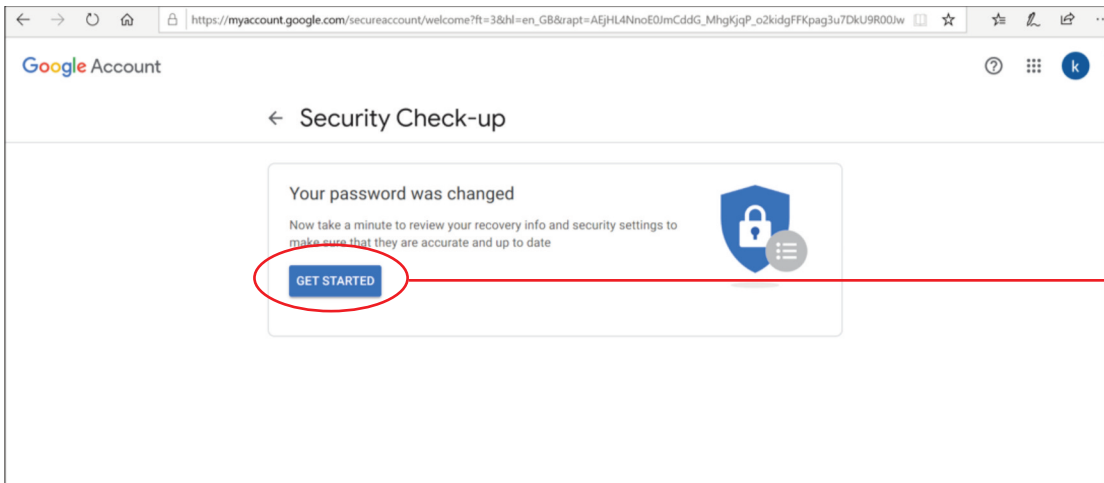 https://myaccount.google.com/secureaccount/welcome?ft=3&hl=en_GB&rapt=AEjHL4NnoE0JmCddG_MhgKjqP_o2kidgFFKpag3u7DkU9R00Jw
Google Account
k
Security Check-up
Your password was changed
Now take a minute to review your recovery info and security settings to
make sure that they are accurate and up to date
GET STARTED